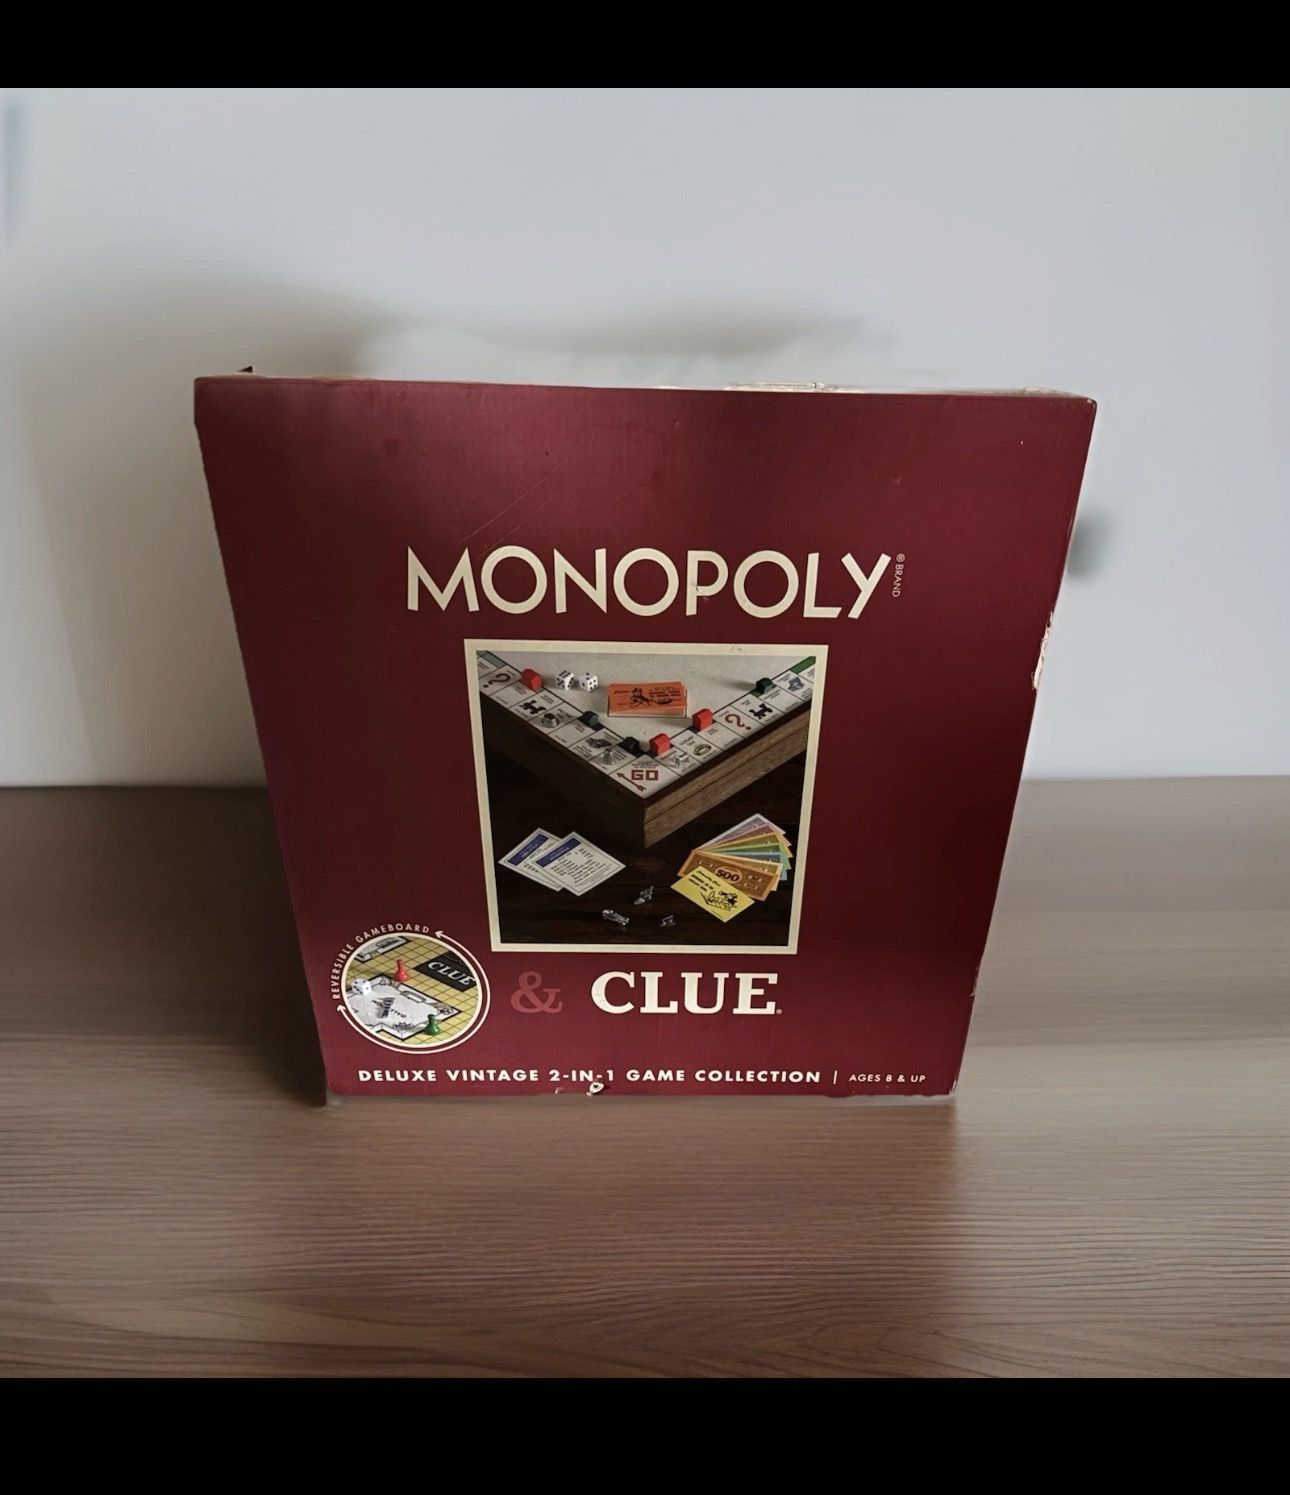 MONOPOLY
® BRAND
GO
500
REVERSIBLE GAMEBOARD
CLUE
& CLUE
DELUXE VINTAGE 2-IN-1 GAME COLLECTION | AGES 8 & UP